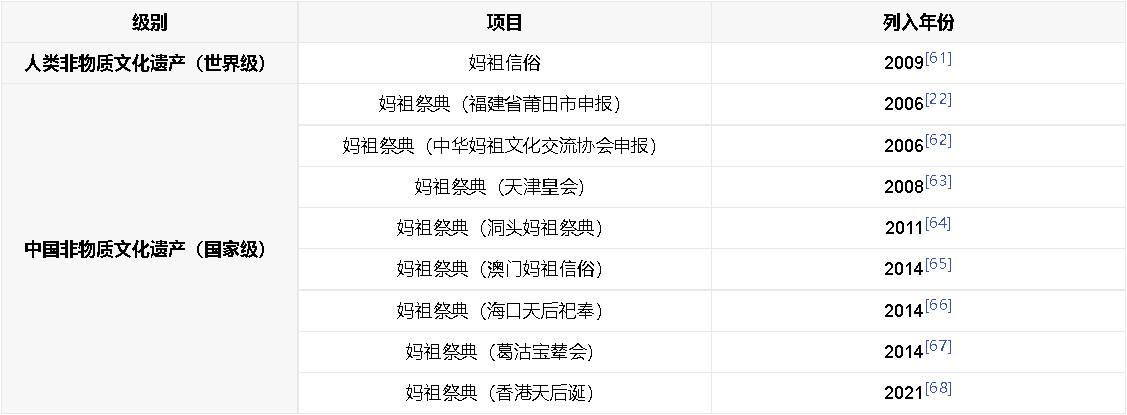 级别 项目 列入年份
人类非物质文化遗产（世界级） 妈祖信俗 2009[61]
妈祖祭典（福建省莆田市申报） 2006[22]
妈祖祭典（中华妈祖文化交流协会申报） 2006[62]
妈祖祭典（天津皇会） 2008[63]
妈祖祭典（洞头妈祖祭典） 2011[64]
中国非物质文化遗产（国家级）
妈祖祭典（澳门妈祖信俗） 2014[65]
妈祖祭典（海口天后祀奉） 2014[66]
妈祖祭典（葛沽宝辇会） 2014[67]
妈祖祭典（香港天后诞） 2021[68]